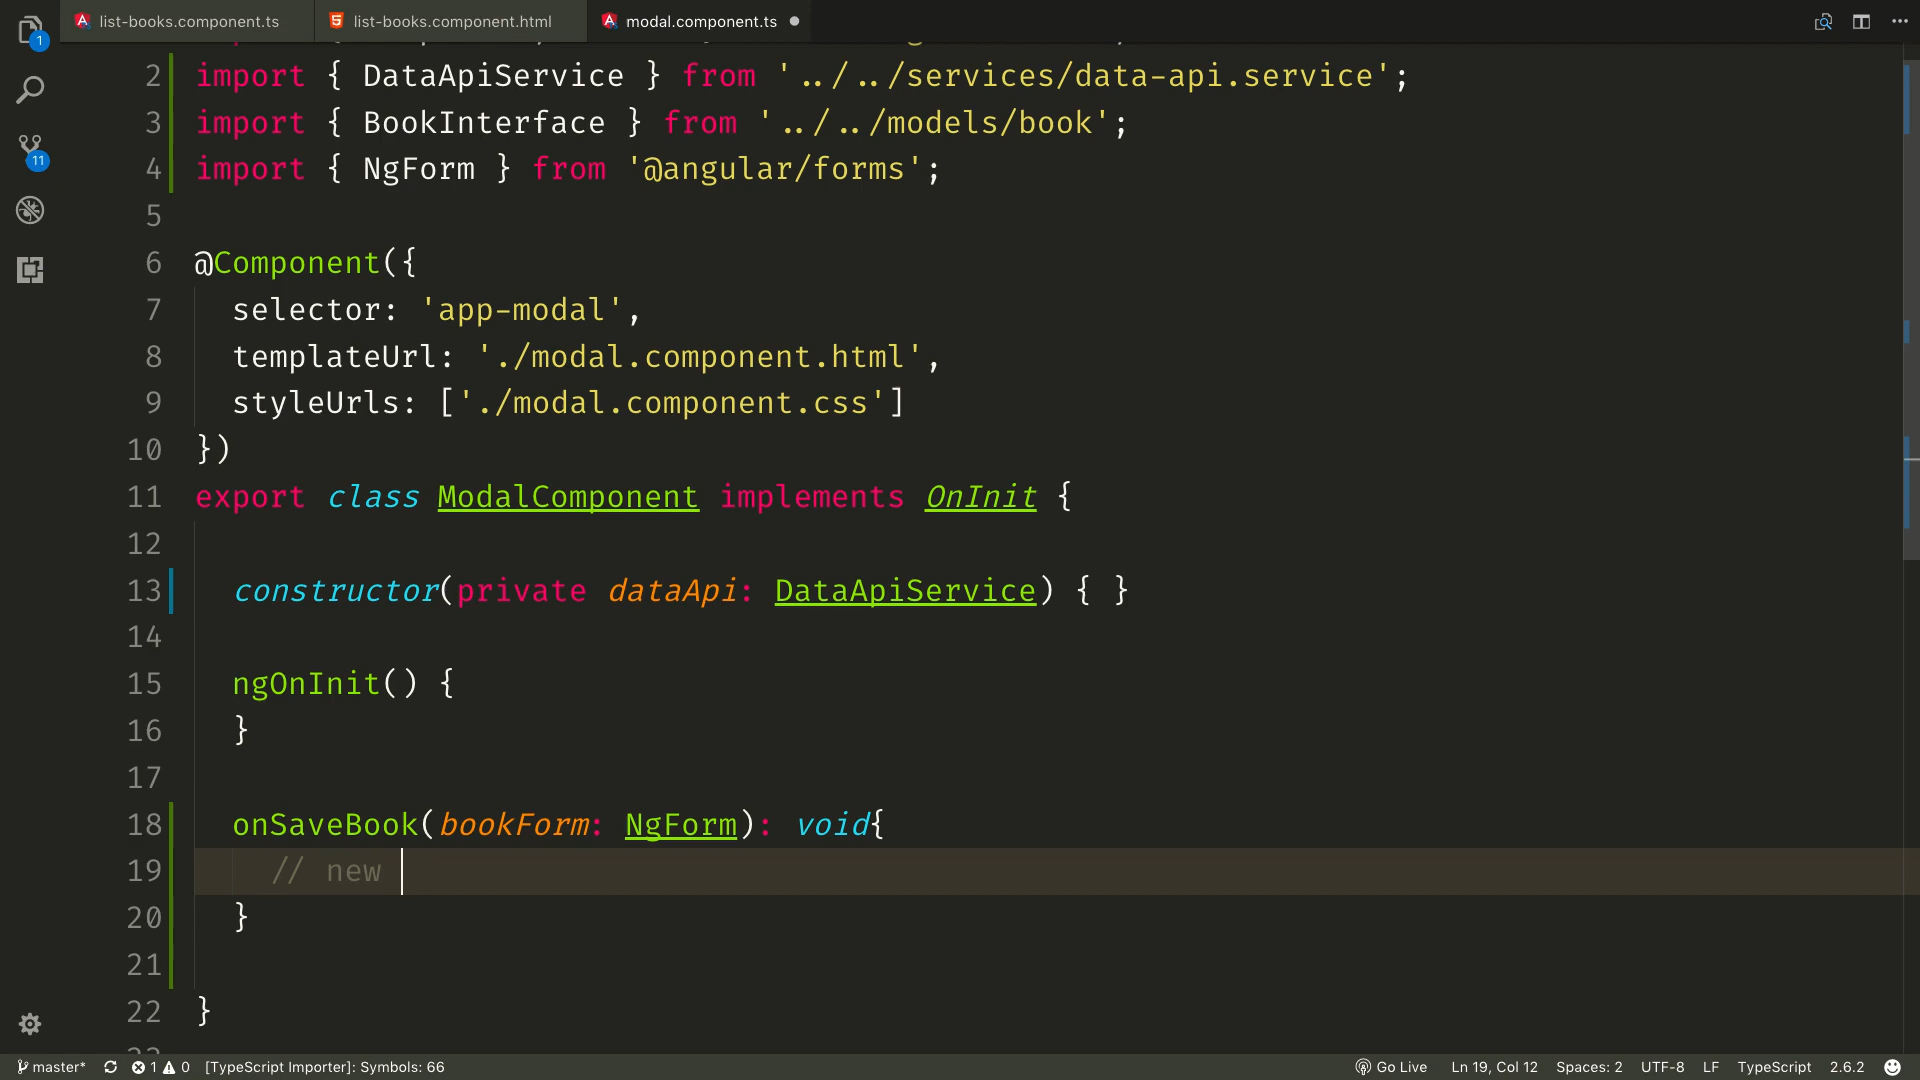 list-books.component.ts
list-books.component.html
modal.component.ts
1
11
2 import { DataApiService } from '../../services/data-api.service';
3 import { BookInterface } from '../../models/book';
4 import { NgForm } from '@angular/forms';
5
6 @Component({
7 selector: 'app-modal',
8 templateUrl: './modal.component.html',
9 styleUrls: ['./modal.component.css']
10 })
11 export class ModalComponent implements OnInit {
12
13 constructor(private dataApi: DataApiService) { }
14
15 ngOnInit() {
16 }
17
18 onSaveBook(bookForm: NgForm): void{
19 // new
20 }
21
22 }
master* 1 0 [TypeScript Importer]: Symbols: 66 Go Live Ln 19, Col 12 Spaces: 2 UTF-8 LF TypeScript 2.6.2